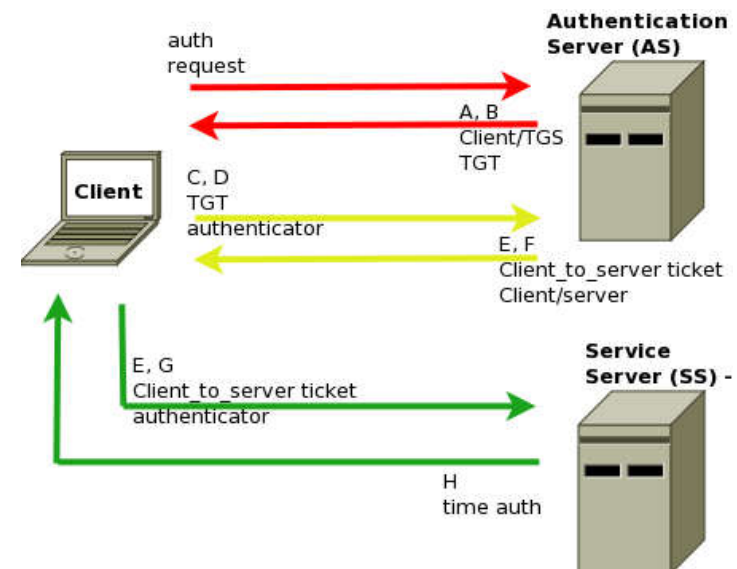 Authentication
Server (AS)
auth
request
A, B
Client/TGS
TGT
Client
C, D
TGT
authenticator
E, F
Client_to_server ticket
Client/server
Service
Server (SS) -
E, G
Client_to_server ticket
authenticator
H
time auth